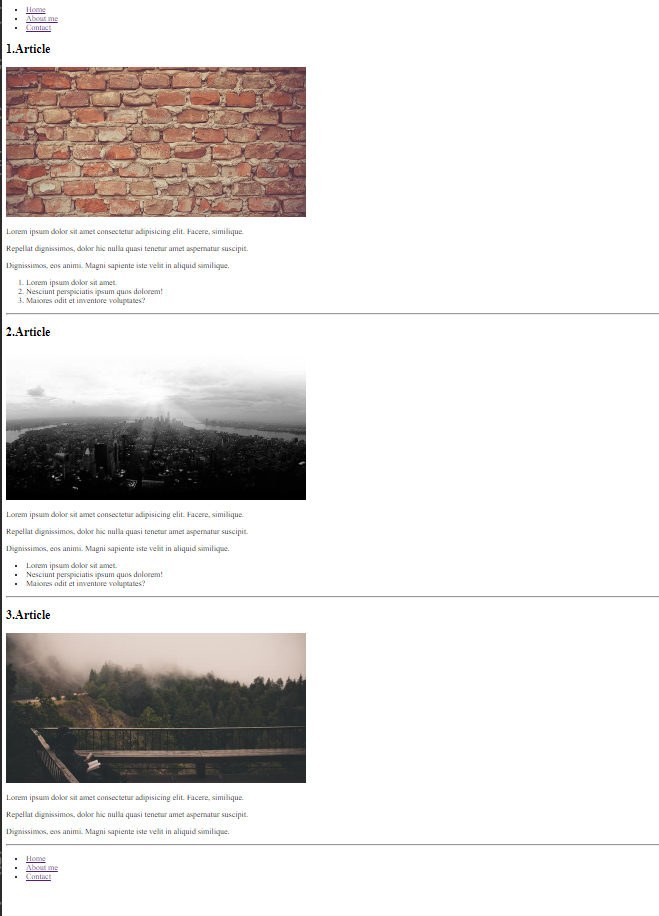 Home
About me
Contact
1.Article
Lorem ipsum dolor sit amet consectetur adipisicing elit. Facere, similique.
Repellat dignissimos, dolor hic nulla quasi tenetur amet aspernatur suscipit.
Dignissimos, eos animi. Magni sapiente iste velit in aliquid similique.
1. Lorem ipsum dolor sit amet.
2. Nesciunt perspiciatis ipsum quos dolorem!
3. Maiores odit et inventore voluptates?
2.Article
Lorem ipsum dolor sit amet consectetur adipisicing elit. Facere, similique.
Repellat dignissimos, dolor hic nulla quasi tenetur amet aspernatur suscipit.
Dignissimos, eos animi. Magni sapiente iste velit in aliquid similique.
Lorem ipsum dolor sit amet.
Nesciunt perspiciatis ipsum quos dolorem!
Maiores odit et inventore voluptates?
3.Article
Lorem ipsum dolor sit amet consectetur adipisicing elit. Facere, similique.
Repellat dignissimos, dolor hic nulla quasi tenetur amet aspernatur suscipit.
Dignissimos, eos animi. Magni sapiente iste velit in aliquid similique.
Home
About me
Contact